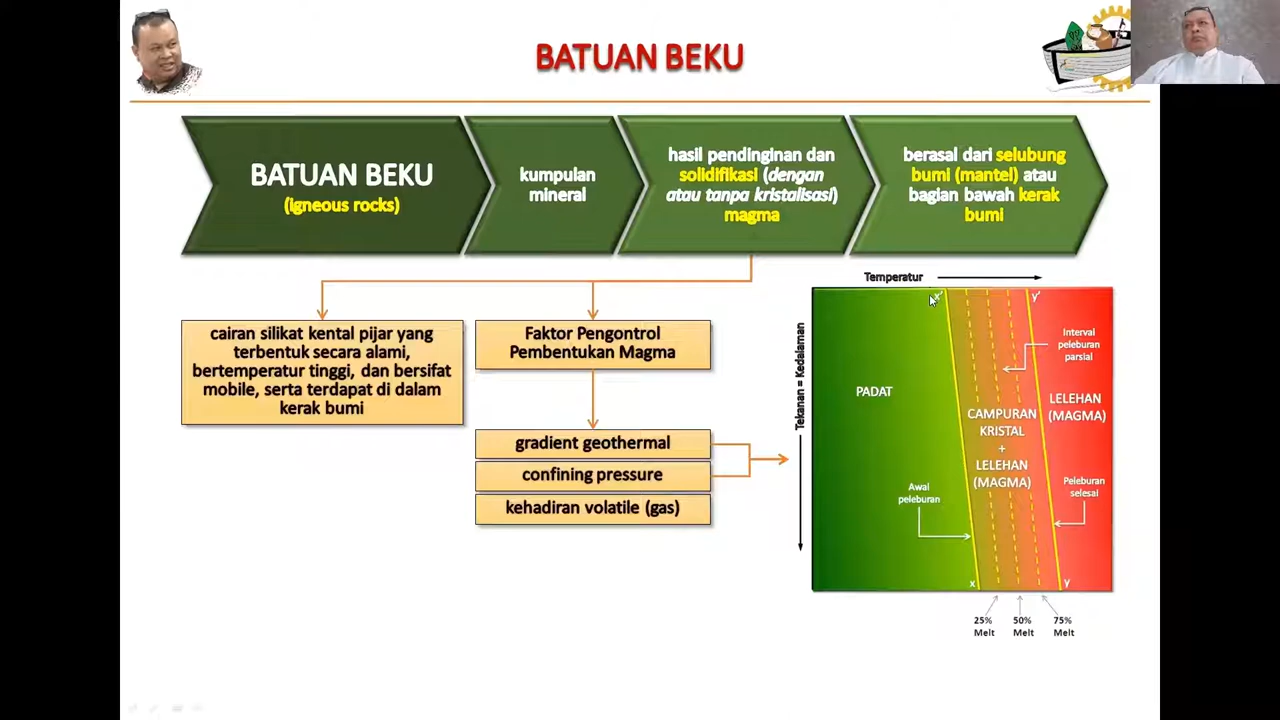 BATUAN BEKU
BATUAN BEKU
(igneous rocks)
kumpulan
mineral
hasil pendinginan dan
solidifikasi (dengan
atau tanpa kristalisasi)
magma
berasal dari selubung
bumi (mantel) atau
bagian bawah kerak
bumi
cairan silikat kental pijar yang
terbentuk secara alami,
bertemperatur tinggi, dan bersifat
mobile, serta terdapat di dalam
kerak bumi
Faktor Pengontrol
Pembentukan Magma
gradient geothermal
confining pressure
kehadiran volatile (gas)
Temperatur
Tekanan = Kedalaman
x'
y'
Interval
peleburan
parsial
PADAT
LELEHAN
(MAGMA)
CAMPURAN
KRISTAL
+
LELEHAN
(MAGMA)
Awal
peleburan
Peleburan
selesai
x
y
25%
Melt
50%
Melt
75%
Melt